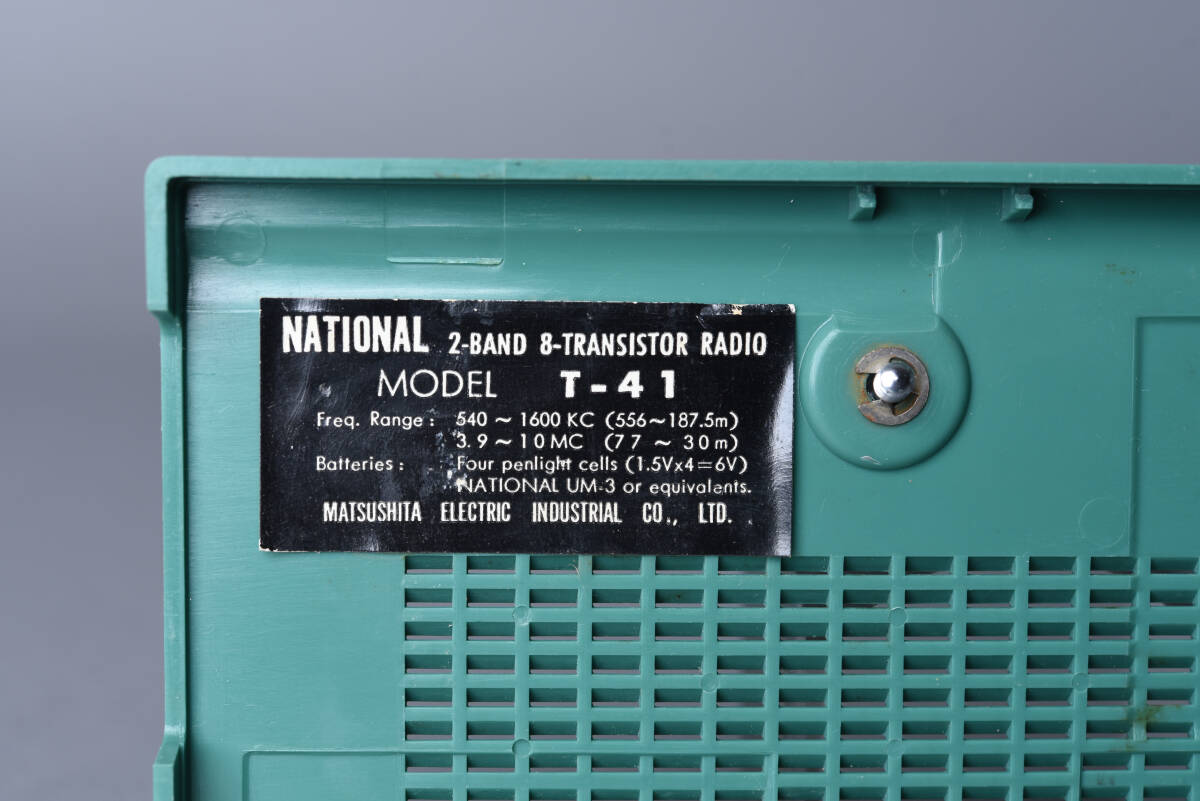 NATIONAL 2-BAND 8-TRANSISTOR RADIO
MODEL T-41
Freq. Range: 540 ~ 1600 KC (556~187.5m)
3.9 ~ 10 MC (77 ~ 30m)
Batteries: Four penlight cells (1.5Vx4=6V)
NATIONAL UM-3 or equivalents.
MATSUSHITA ELECTRIC INDUSTRIAL CO., LTD.